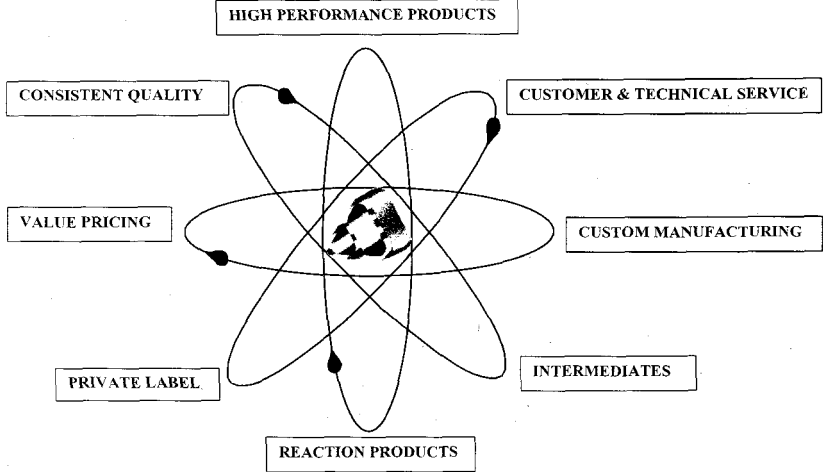 HIGH PERFORMANCE PRODUCTS
CONSISTENT QUALITY
CUSTOMER & TECHNICAL SERVICE
VALUE PRICING
CUSTOM MANUFACTURING
PRIVATE LABEL
INTERMEDIATES
REACTION PRODUCTS